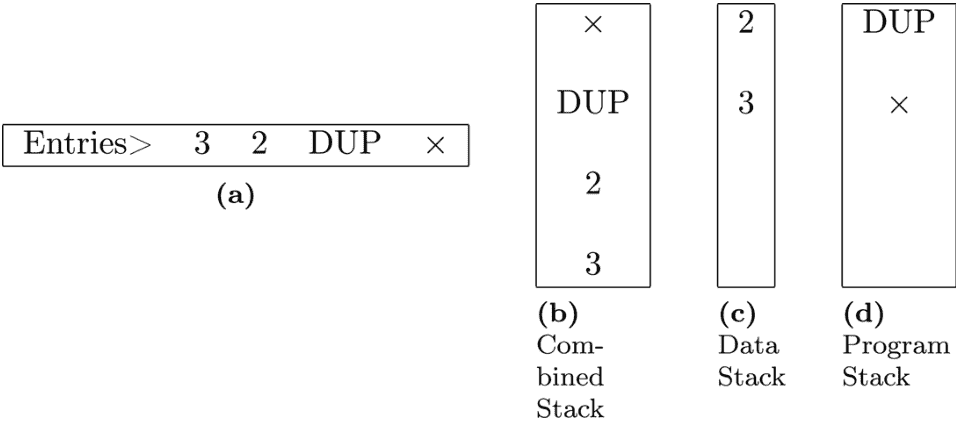 Entries> 3 2 DUP ×
(a)
×
DUP
2
3
(b)
Com-
bined
Stack
2
3
(c)
Data
Stack
DUP
×
(d)
Program
Stack